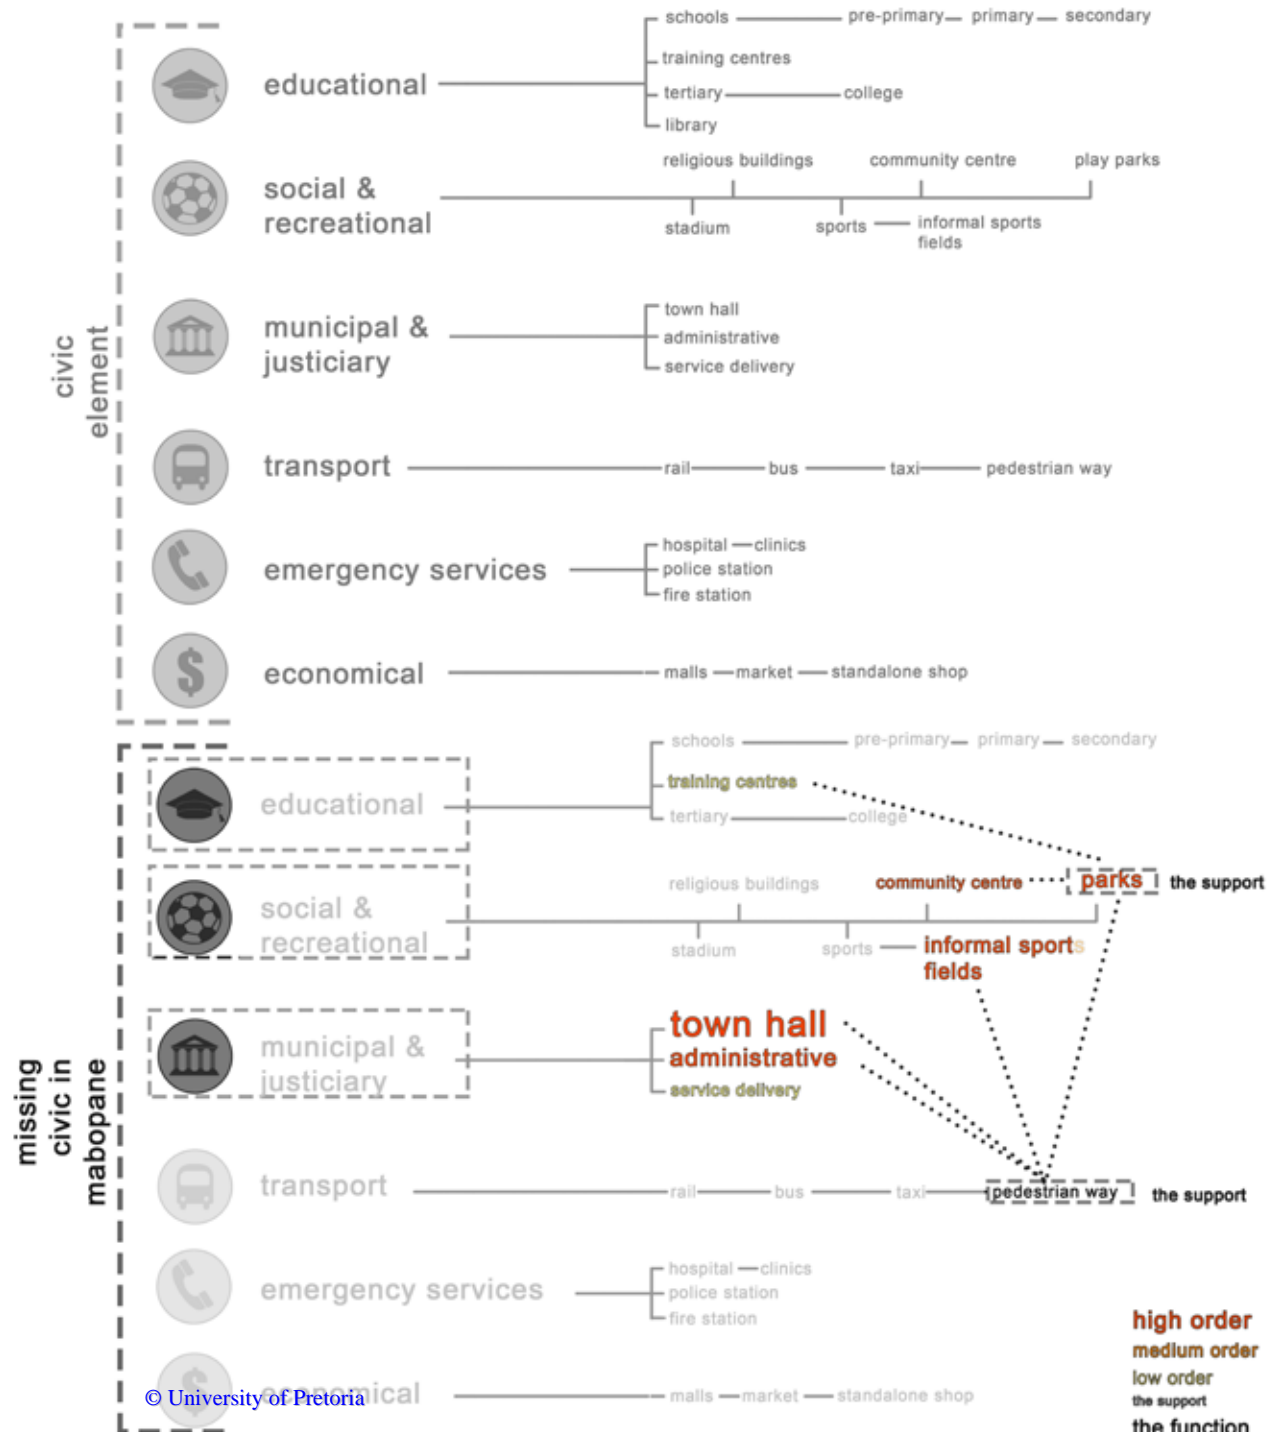 schools pre-primary primary secondary
training centres
educational
tertiary college
library
religious buildings community centre play parks
social &
recreational
stadium sports informal sports
fields
town hall
municipal &
justiciary
administrative
service delivery
civic
element
transport rail bus taxi pedestrian way
hospital clinics
emergency services
police station
fire station
economical malls market standalone shop
schools pre-primary primary secondary
training centres
educational
tertiary college
religious buildings community centre parks the support
social &
recreational
stadium sports informal sports
fields
town hall
municipal &
justiciary
administrative
service delivery
missing
civic in
mabopane
transport rail bus taxi pedestrian way the support
hospital clinics
emergency services
police station
fire station
economical malls market standalone shop
© University of Pretoria
high order
medium order
low order
the support
the function